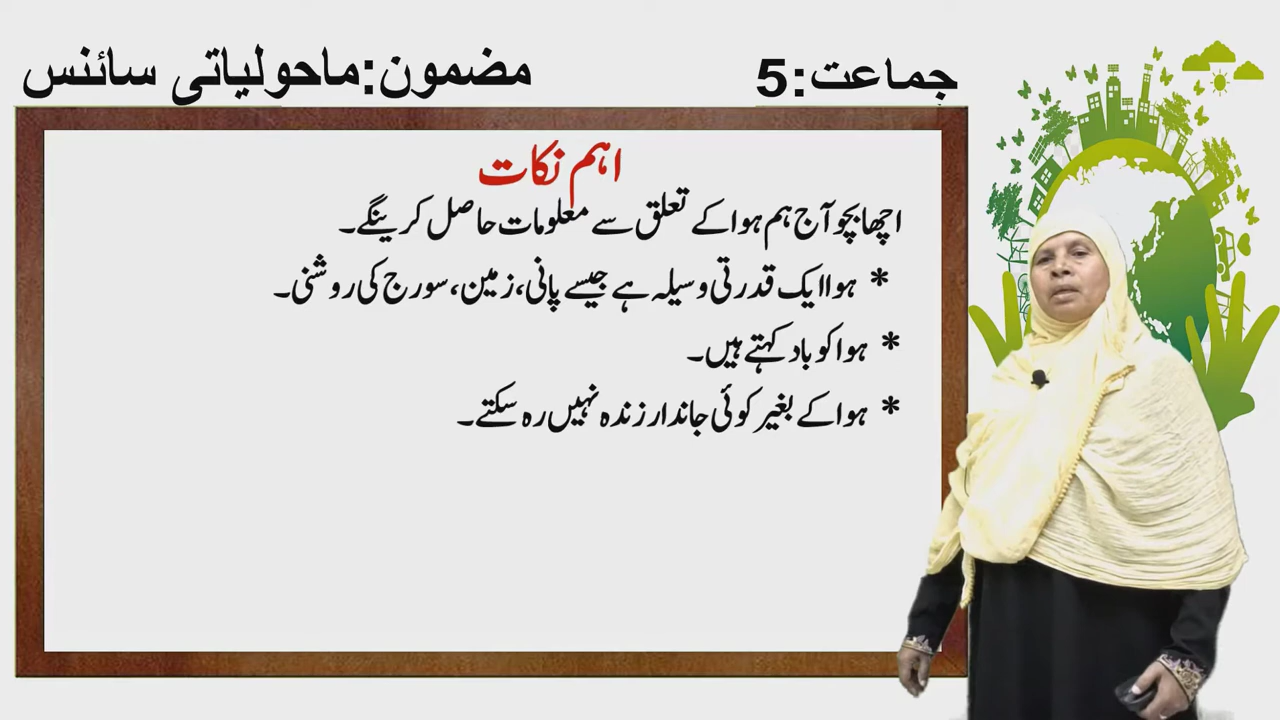 جماعت:5
مضمون:ماحولیاتی سائنس
اہم نکات
اچھا بچو آج ہم ہوا کے تعلق سے معلومات حاصل کرینگے۔
* ہوا ایک قدرتی وسیلہ ہے جیسے پانی، زمین، سورج کی روشنی۔
* ہوا کو باد کہتے ہیں۔
* ہوا کے بغیر کوئی جاندار زندہ نہیں رہ سکتے۔